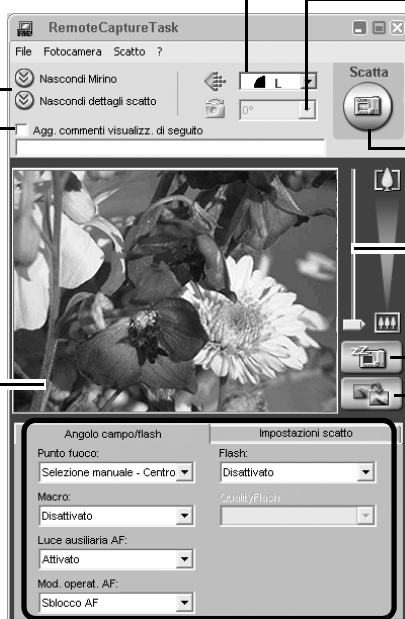 RemoteCaptureTask
File Fotocamera Scatto ?
Nascondi Mirino
Nascondi dettagli scatto
L
0°
Scatta
Agg. commenti visualizz. di seguito
Angolo campo/flash
Impostazioni scatto
Punto fuoco:
Flash:
Selezione manuale - Centro
Disattivato
Macro:
QualityFlash
Disattivato
Luce ausiliaria AF:
Attivato
Mod. operat. AF:
Sblocco AF